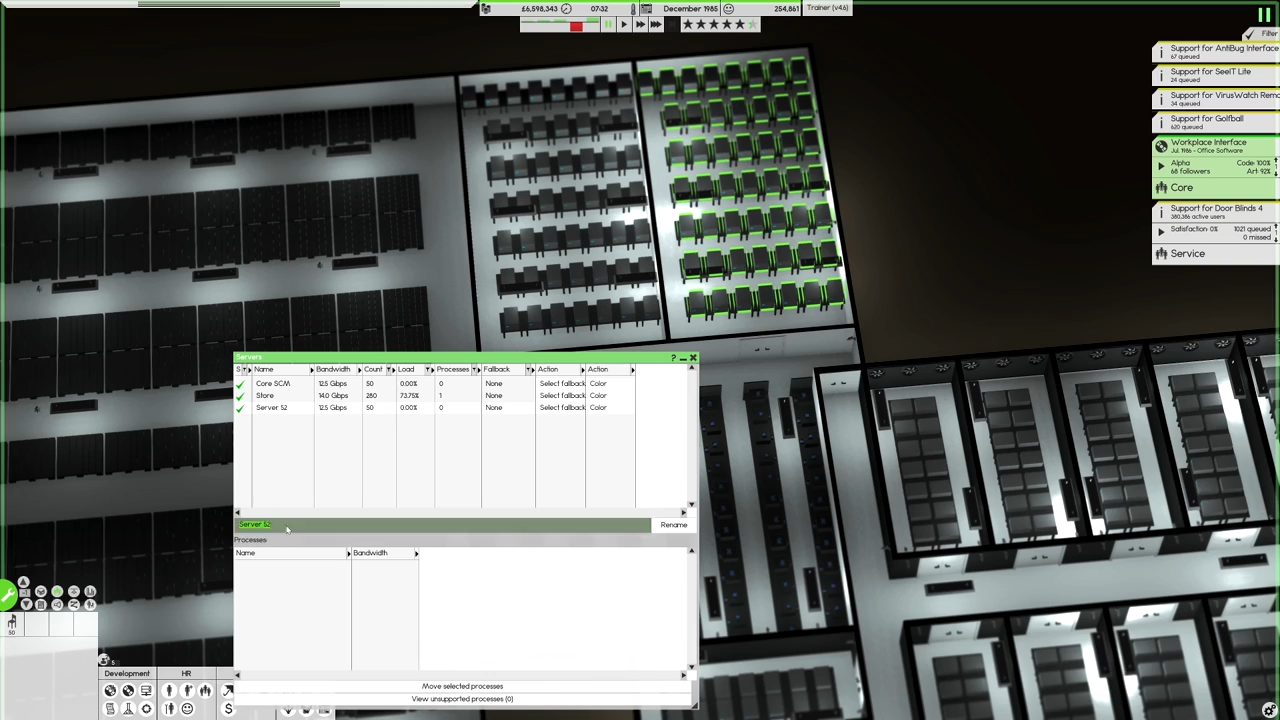 £6,598,343 07:32 December 1985 254,861 Trainer (v4.6)
Filter
Support for AntiBug Interface
67 queued
Support for SeeIT Lite
24 queued
Support for VirusWatch Remo
34 queued
Support for Golfball
620 queued
Workplace Interface
Jul. 1986 - Office Software
Alpha Code: 100%
68 followers Art: 92%
Core
Support for Door Blinds 4
380,386 active users
Satisfaction: 0% 1021 queued
0 missed
Service
Servers ?
S Name Bandwidth Count Load Processes Fallback Action Action
Core SCM 12.5 Gbps 50 0.00% 0 None Select fallback Color
Store 14.0 Gbps 280 73.75% 1 None Select fallback Color
Server 52 12.5 Gbps 50 0.00% 0 None Select fallback Color
Server 52 Rename
Processes
Name Bandwidth
Move selected processes
View unsupported processes (0)
50
5
Development HR